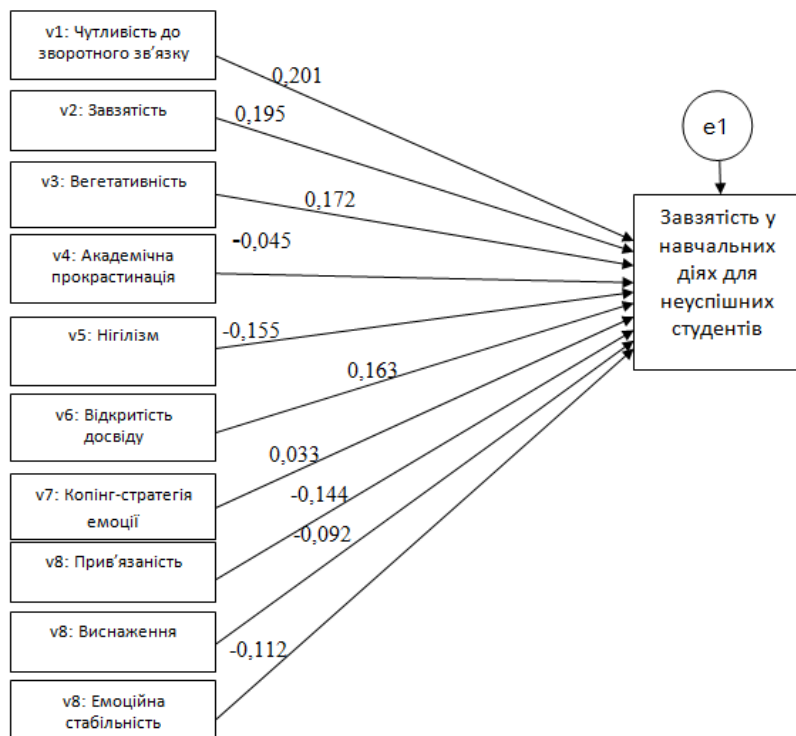 v1: Чутливість до
зворотного зв’язку
0,201
v2: Завзятість
0,195
e1
v3: Вегетативність
0,172
Завзятість у
навчальних
діях для
неуспішних
студентів
v4: Академічна
прокрастинація
-0,045
v5: Нігілізм
-0,155
v6: Відкритість
досвіду
0,163
v7: Копінг-стратегія
емоції
0,033
v8: Прив’язаність
-0,144
v8: Виснаження
-0,092
v8: Емоційна
стабільність
-0,112